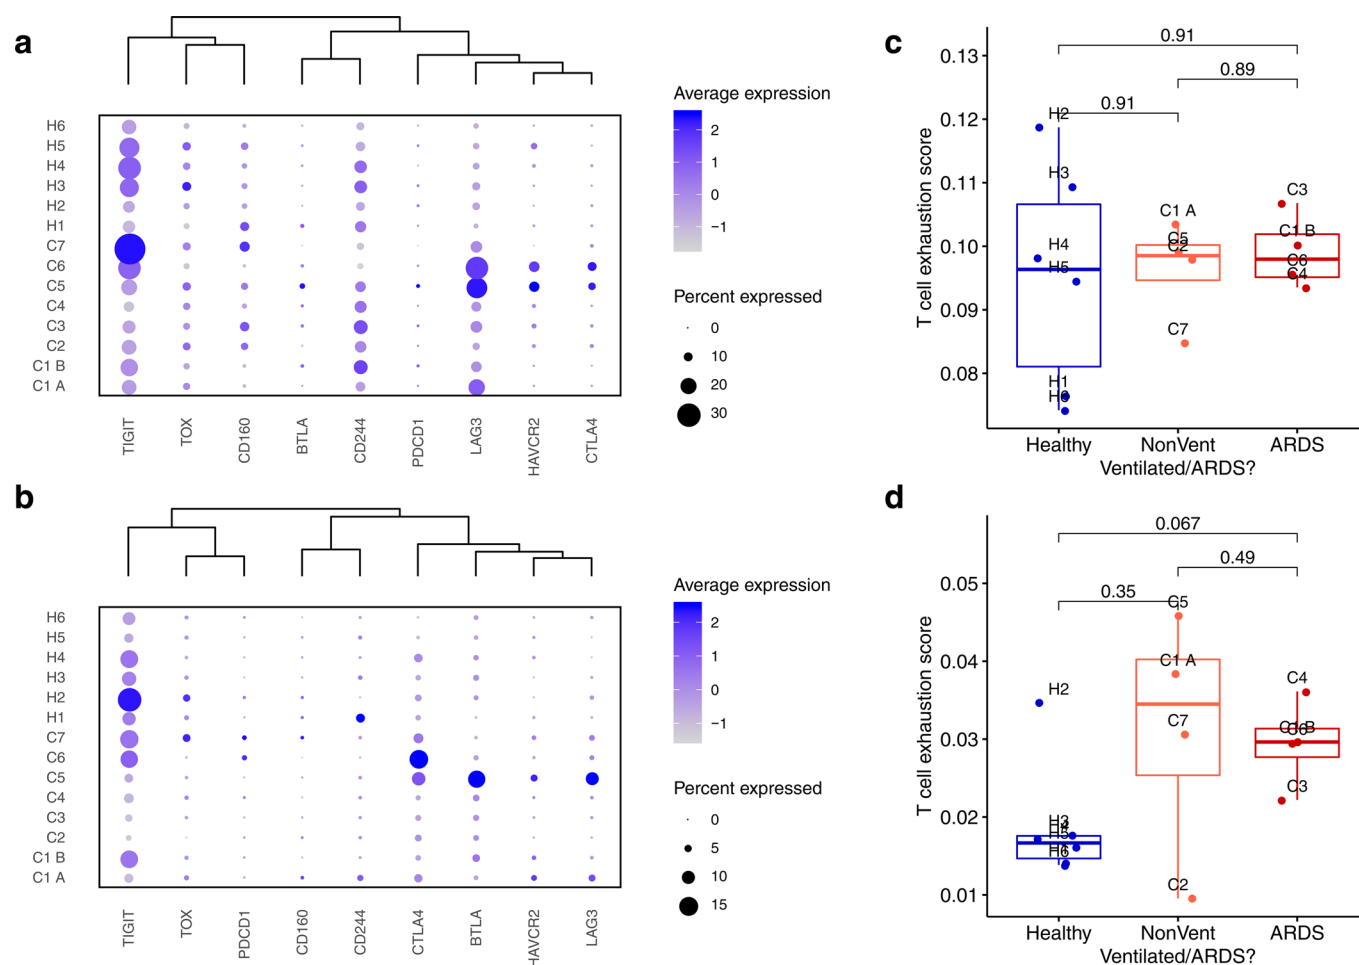 a
Average expression
2
1
0
−1
Percent expressed
0
10
20
30
H6
H5
H4
H3
H2
H1
C7
C6
C5
C4
C3
C2
C1 B
C1 A
TIGIT
TOX
CD160
BTLA
CD244
PDCD1
LAG3
HAVCR2
CTLA4
b
Average expression
2
1
0
−1
Percent expressed
0
5
10
15
H6
H5
H4
H3
H2
H1
C7
C6
C5
C4
C3
C2
C1 B
C1 A
TIGIT
TOX
PDCD1
CD160
CD244
CTLA4
BTLA
HAVCR2
LAG3
c
T cell exhaustion score
0.13
0.12
0.11
0.10
0.09
0.08
0.91
0.89
0.91
H2
H3
H4
H5
H1
H6
C1 A
C5
C2
C7
C3
C1 B
C6
C4
Healthy
NonVent
ARDS
Ventilated/ARDS?
d
T cell exhaustion score
0.05
0.04
0.03
0.02
0.01
0.067
0.49
0.35
H2
H3
H5
H6
C5
C1 A
C7
C2
C4
C1 B
C6
C3
Healthy
NonVent
ARDS
Ventilated/ARDS?